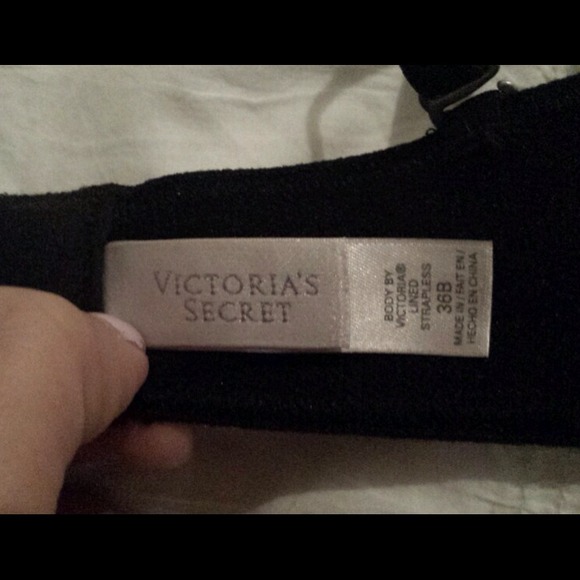 VICTORIA'S
SECRET
BODY BY
VICTORIA®
LINED
STRAPLESS
36B
MADE IN / FAIT EN /
HECHO EN CHINA